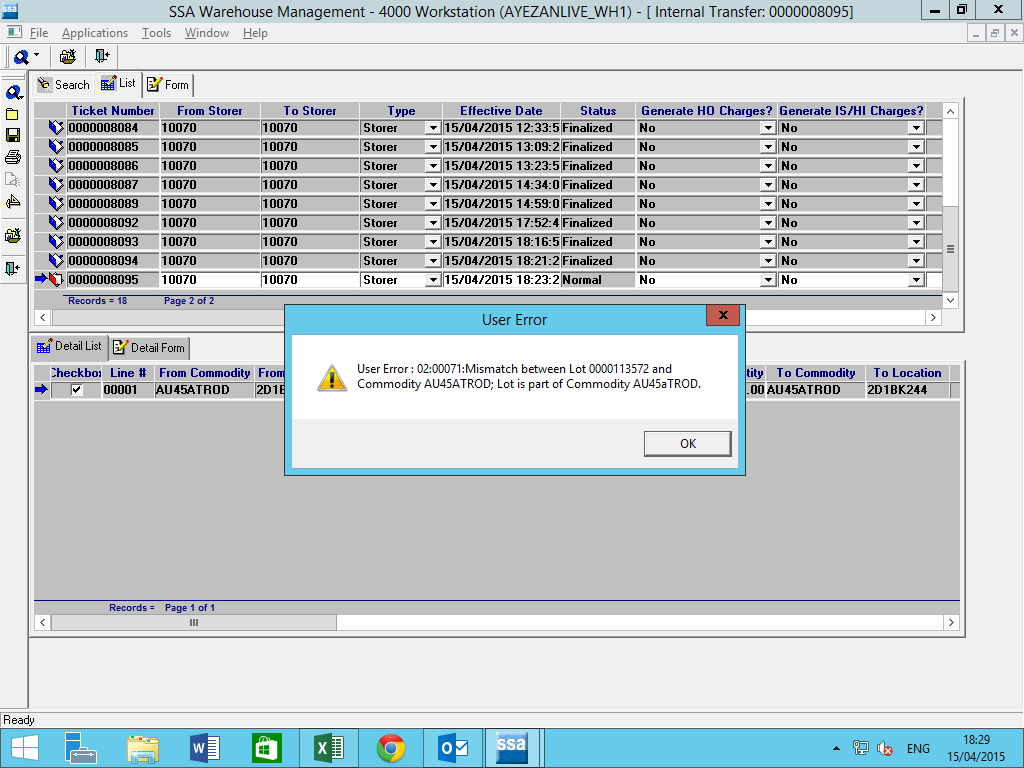 SSA Warehouse Management - 4000 Workstation (AYEZANLIVE_WH1) - [ Internal Transfer: 0000008095]
File Applications Tools Window Help
Search List Form
Ticket Number From Storer To Storer Type Effective Date Status Generate HO Charges? Generate IS/HI Charges?
0000008084 10070 10070 Storer 15/04/2015 12:33:5 Finalized No No
0000008085 10070 10070 Storer 15/04/2015 13:09:2 Finalized No No
0000008086 10070 10070 Storer 15/04/2015 13:23:5 Finalized No No
0000008087 10070 10070 Storer 15/04/2015 14:34:0 Finalized No No
0000008089 10070 10070 Storer 15/04/2015 14:59:0 Finalized No No
0000008092 10070 10070 Storer 15/04/2015 17:52:4 Finalized No No
0000008093 10070 10070 Storer 15/04/2015 18:16:5 Finalized No No
0000008094 10070 10070 Storer 15/04/2015 18:21:2 Finalized No No
0000008095 10070 10070 Storer 15/04/2015 18:23:2 Normal No No
Records = 18 Page 2 of 2
User Error
User Error : 02:00071:Mismatch between Lot 0000113572 and
Commodity AU45ATROD; Lot is part of Commodity AU45aTROD.
OK
Detail List Detail Form
Checkbox Line # From Commodity From tity To Commodity To Location
00001 AU45ATROD 2D1B .00 AU45ATROD 2D1BK244
Records = Page 1 of 1
Ready
ssa
ENG
18:29
15/04/2015